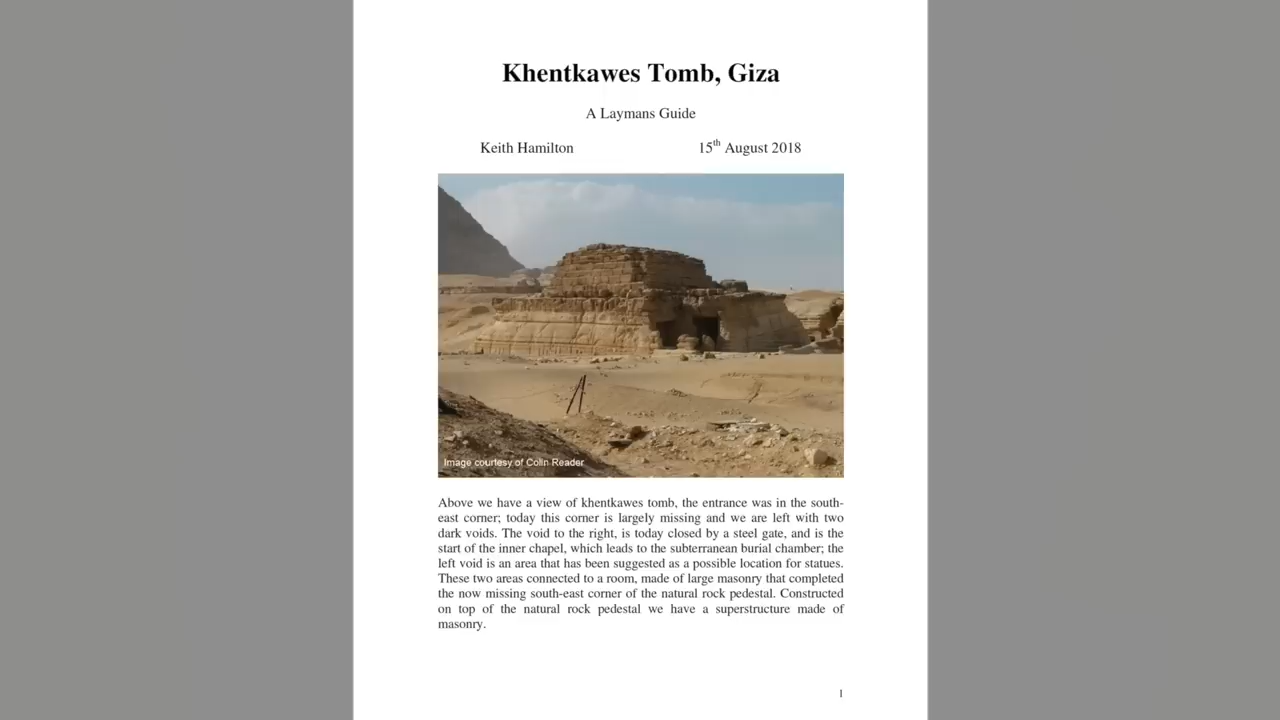 Khentkawes Tomb, Giza
A Laymans Guide
Keith Hamilton 15th August 2018
Image courtesy of Colin Reader
Above we have a view of khentkawes tomb, the entrance was in the south-
east corner; today this corner is largely missing and we are left with two
dark voids. The void to the right, is today closed by a steel gate, and is the
start of the inner chapel, which leads to the subterranean burial chamber; the
left void is an area that has been suggested as a possible location for statues.
These two areas connected to a room, made of large masonry that completed
the now missing south-east corner of the natural rock pedestal. Constructed
on top of the natural rock pedestal we have a superstructure made of
masonry.
1